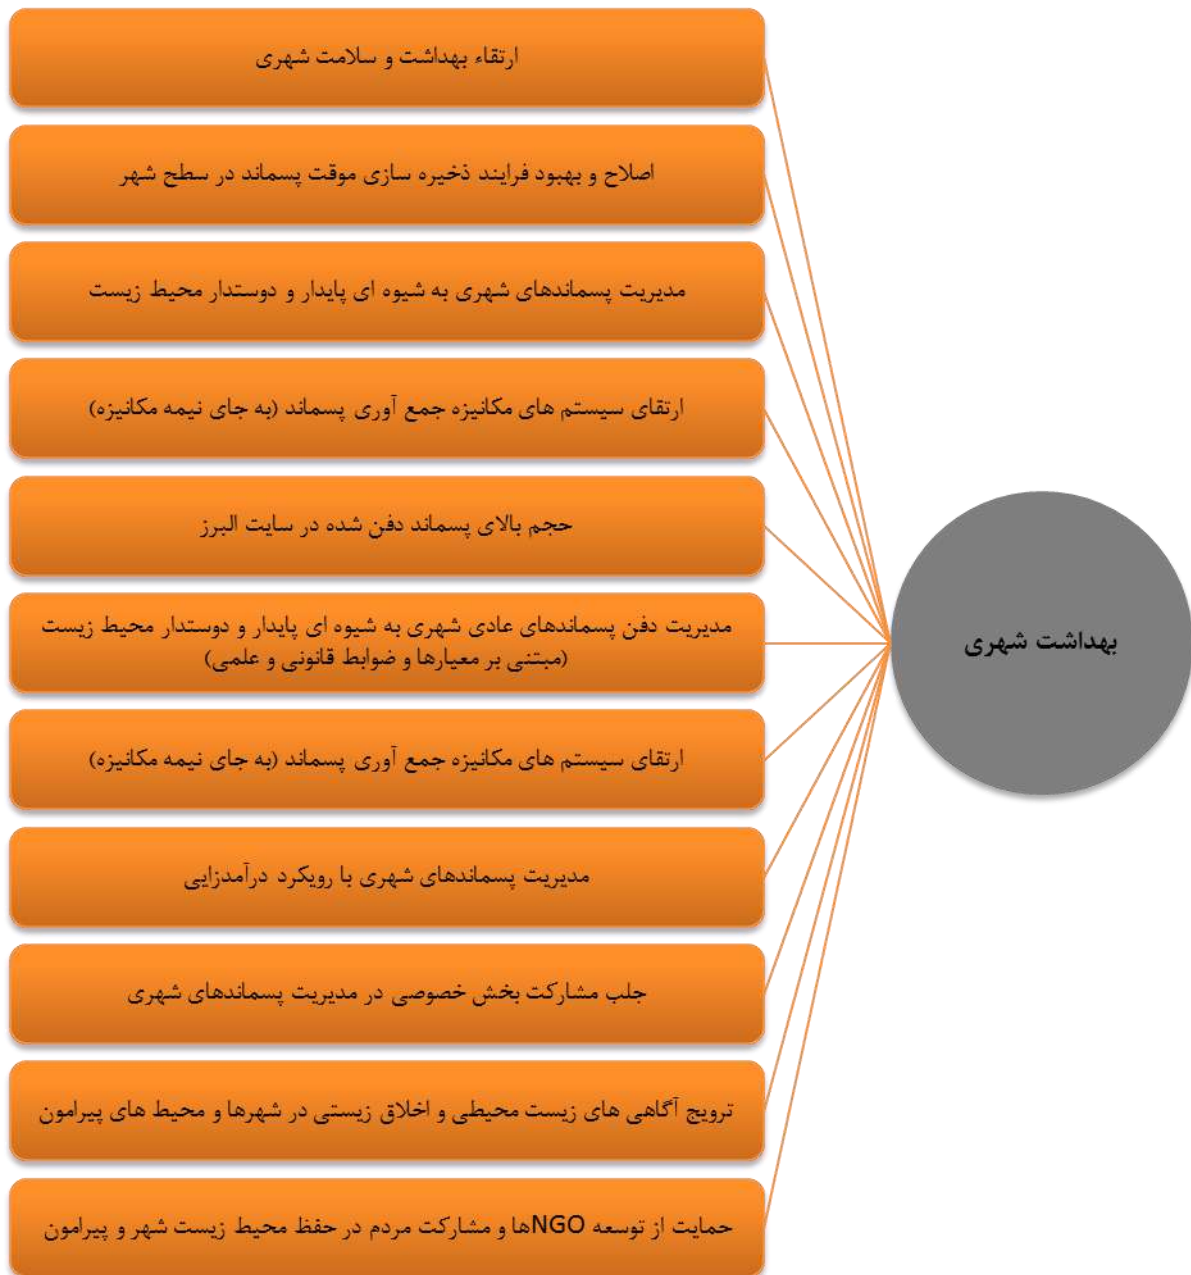 بهداشت شهری
ارتقاء بهداشت و سلامت شهری
اصلاح و بهبود فرایند ذخیره سازی موقت پسماند در سطح شهر
مدیریت پسماندهای شهری به شیوه ای پایدار و دوستدار محیط زیست
ارتقای سیستم های مکانیزه جمع آوری پسماند (به جای نیمه مکانیزه)
حجم بالای پسماند دفن شده در سایت البرز
مدیریت دفن پسماندهای عادی شهری به شیوه ای پایدار و دوستدار محیط زیست
(مبتنی بر معیارها و ضوابط قانونی و علمی)
ارتقای سیستم های مکانیزه جمع آوری پسماند (به جای نیمه مکانیزه)
مدیریت پسماندهای شهری با رویکرد درآمدزایی
جلب مشارکت بخش خصوصی در مدیریت پسماندهای شهری
ترویج آگاهی های زیست محیطی و اخلاق زیستی در شهرها و محیط های پیرامون
حمایت از توسعه NGOها و مشارکت مردم در حفظ محیط زیست شهر و پیرامون